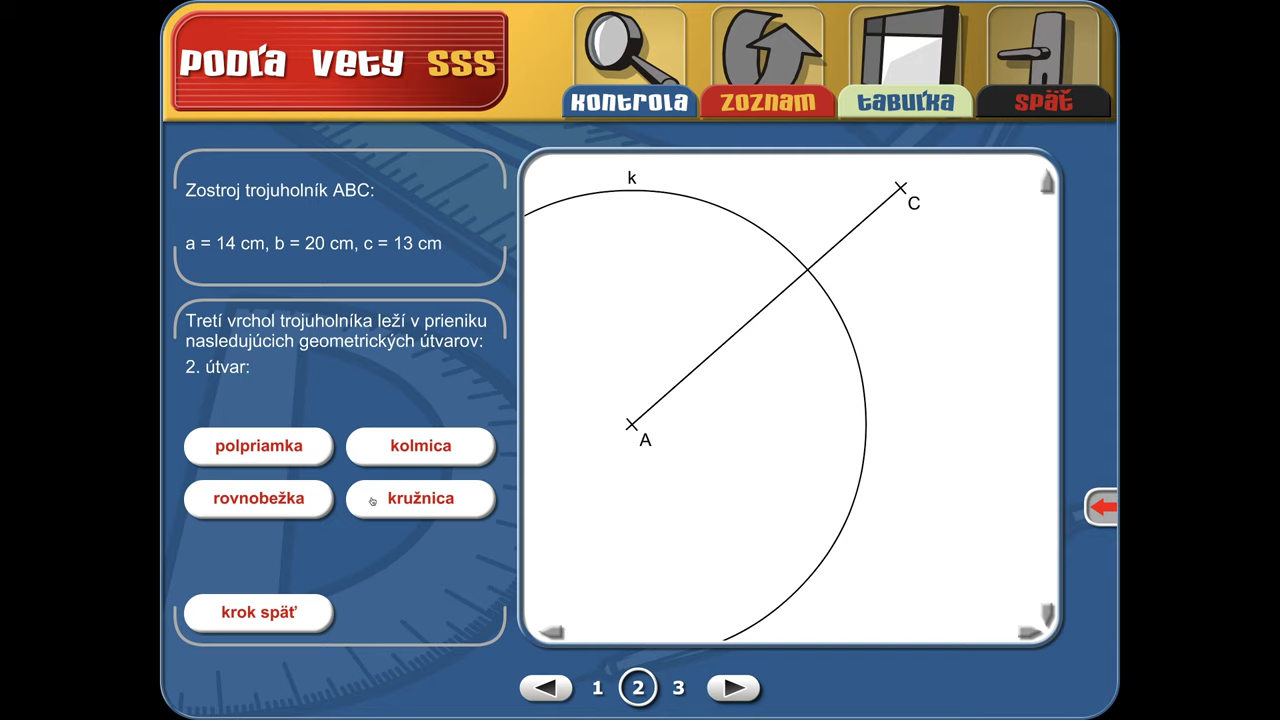 Podľa vety SSS
kontrola
zoznam
tabuľka
späť
Zostroj trojuholník ABC:
a = 14 cm, b = 20 cm, c = 13 cm
Tretí vrchol trojuholníka leží v prieniku
nasledujúcich geometrických útvarov:
2. útvar:
polpriamka
kolmica
rovnobežka
kružnica
krok späť
k
C
A
1 2 3